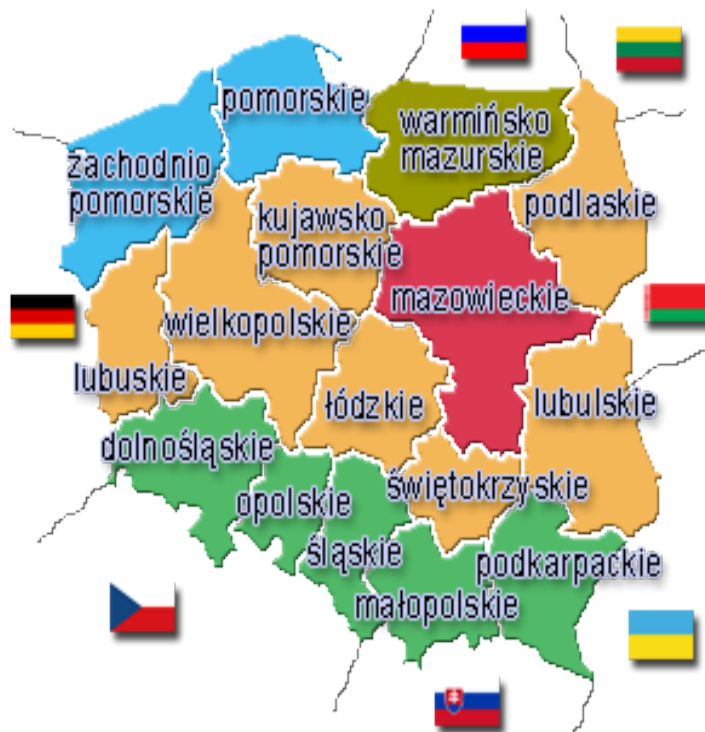 pomorskie
warmińsko
mazurskie
zachodnio
pomorskie
podlaskie
kujawsko
pomorskie
mazowieckie
wielkopolskie
lubuskie
łódzkie
lubulskie
dolnośląskie
świętokrzyskie
opolskie
śląskie
podkarpackie
małopolskie